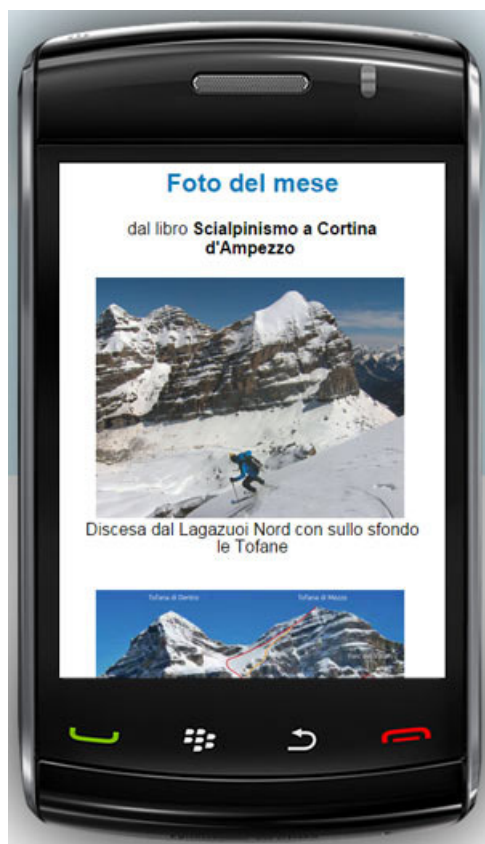 Foto del mese
dal libro Scialpinismo a Cortina
d'Ampezzo
Discesa dal Lagazuoi Nord con sullo sfondo
le Tofane
Tofana di Dentro
Tofana di Mezzo